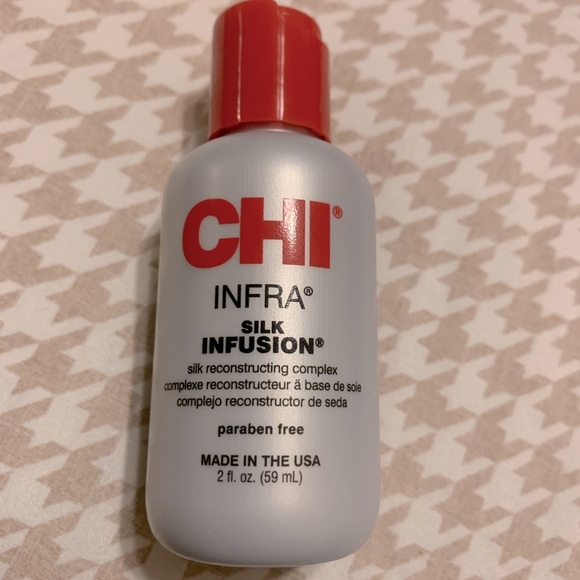 CHI®
INFRA®
SILK
INFUSION®
silk reconstructing complex
complexe reconstructeur à base de soie
complejo reconstructor de seda
paraben free
MADE IN THE USA
2 fl. oz. (59 mL)